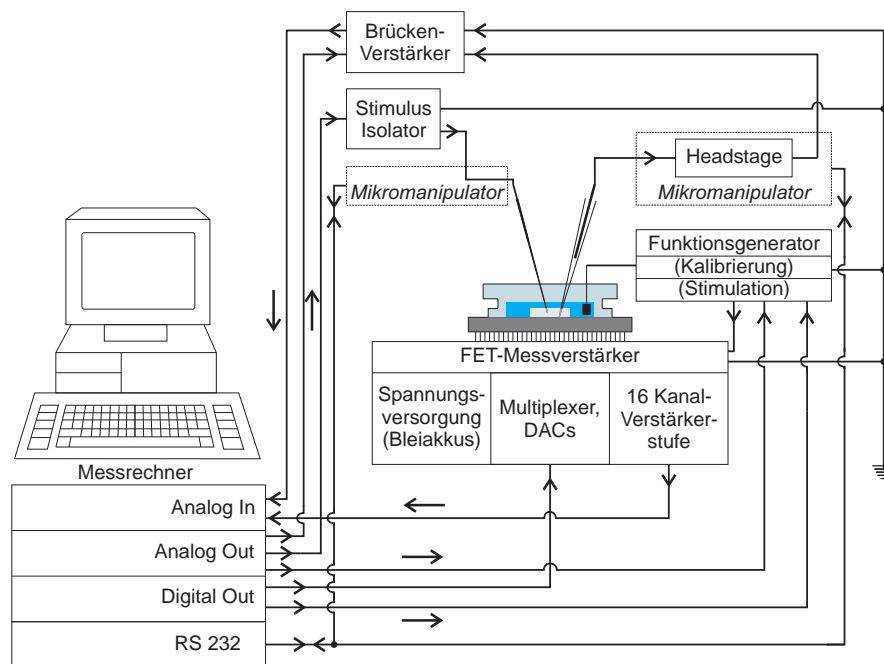 Brücken-
Verstärker
Stimulus
Isolator
Mikromanipulator
Headstage
Mikromanipulator
Funktionsgenerator
(Kalibrierung)
(Stimulation)
FET-Messverstärker
Spannungs-
versorgung
(Bleiakkus)
Multiplexer,
DACs
16 Kanal-
Verstärker-
stufe
Messrechner
Analog In
Analog Out
Digital Out
RS 232